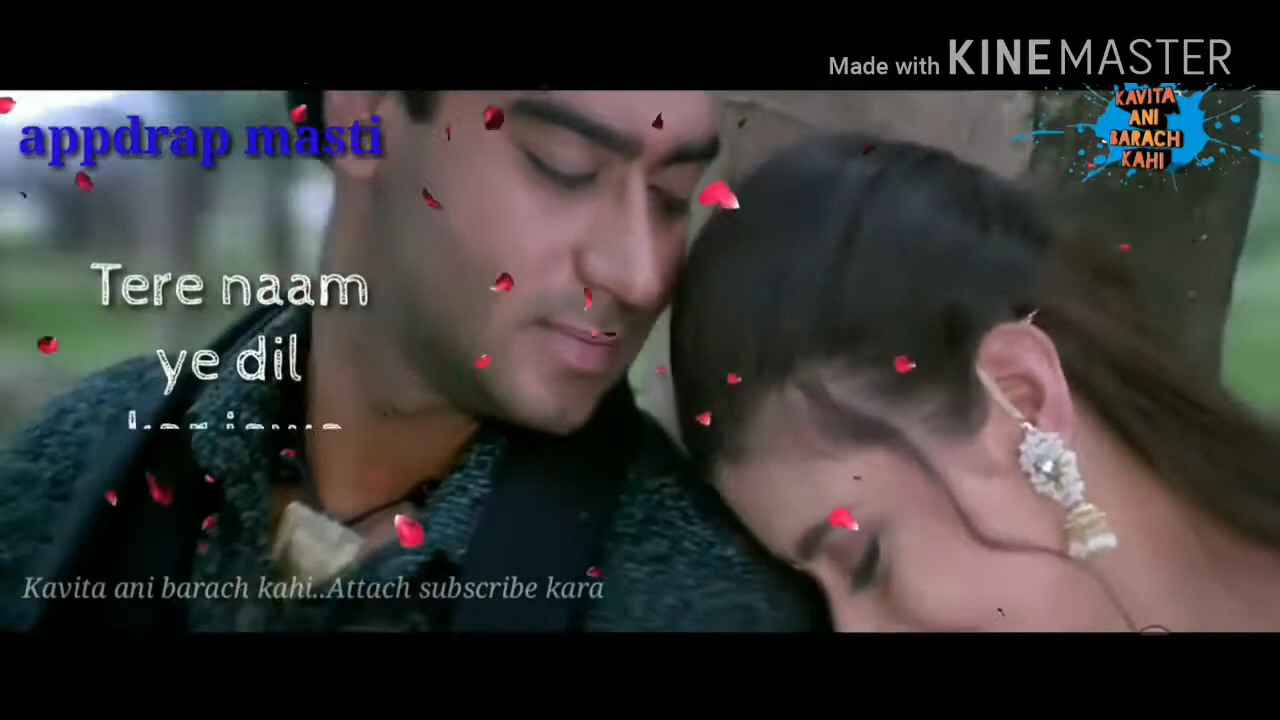 Made with KINEMASTER
appdrap masti
KAVITA
ANI
BARACH
KAHI
Tere naam
ye dil
Kavita ani barach kahi..Attach subscribe kara